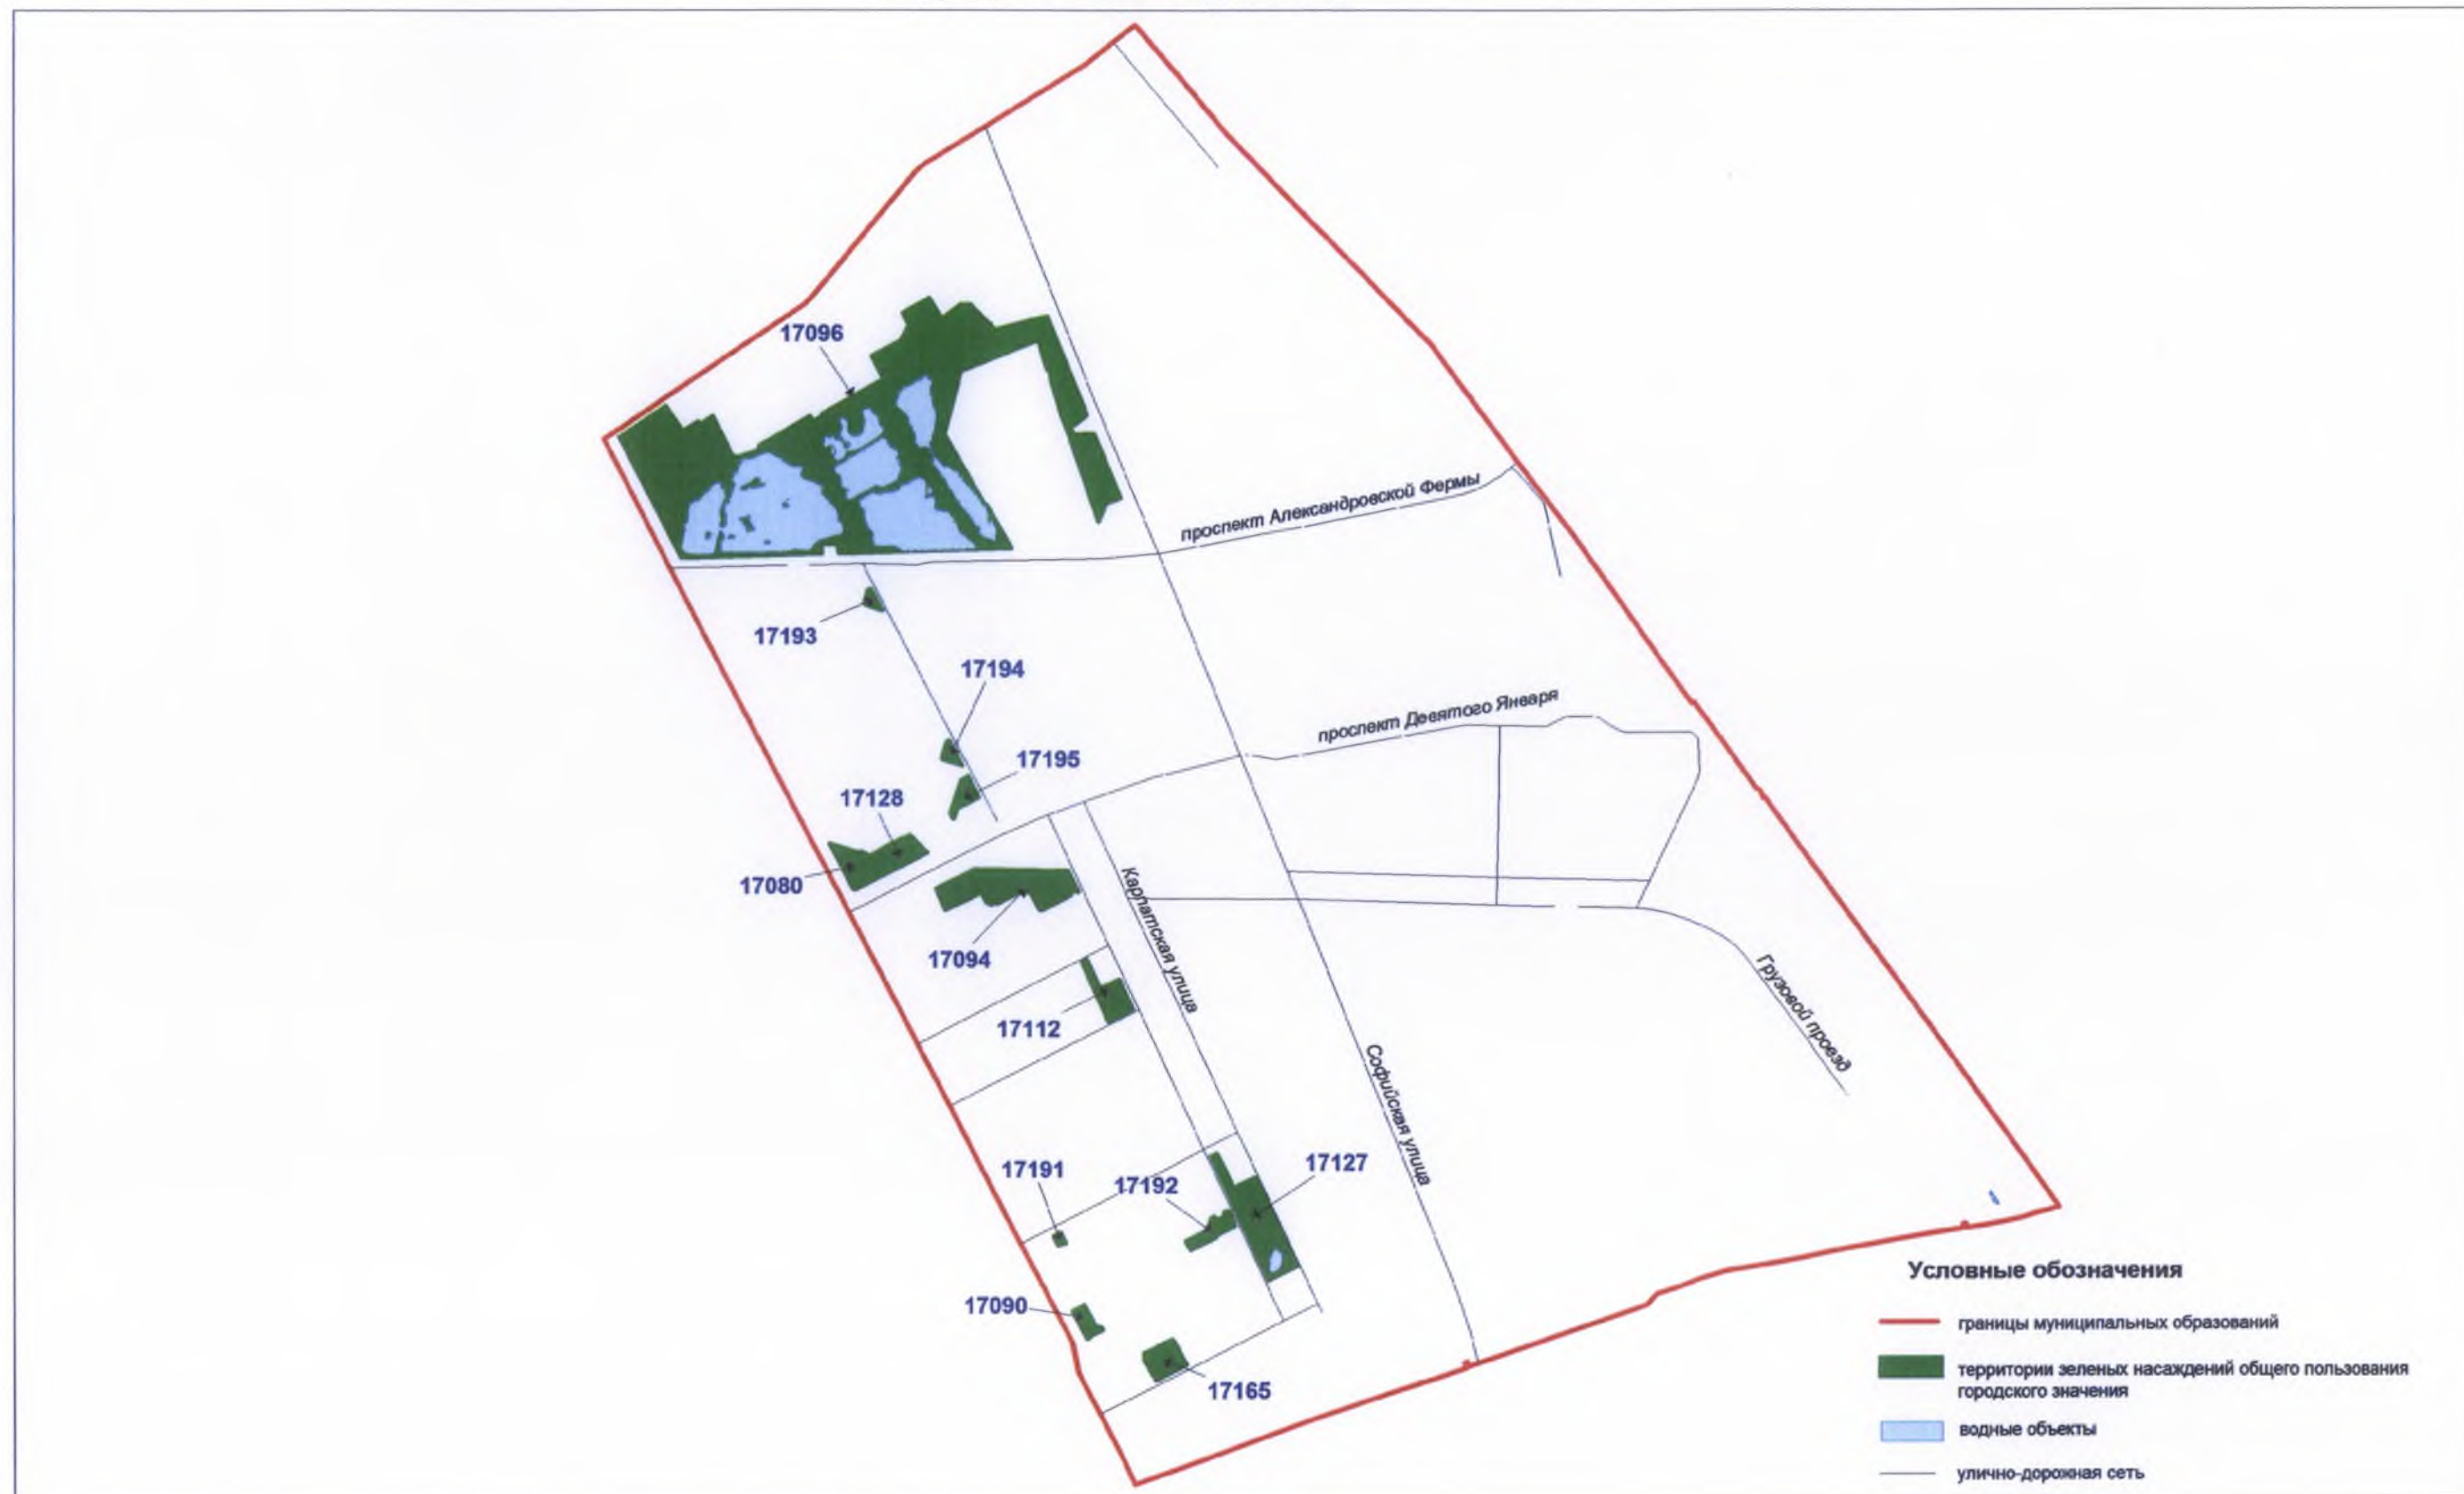 17096
проспект Александровской Фермы
17193
17194
проспект Девятого Января
17195
17128
17080
Карпатская улица
17094
Грузовой проезд
17112
Софийская улица
17191
17192
17127
17090
17165
Условные обозначения
границы муниципальных образований
территории зеленых насаждений общего пользования
городского значения
водные объекты
улично-дорожная сеть